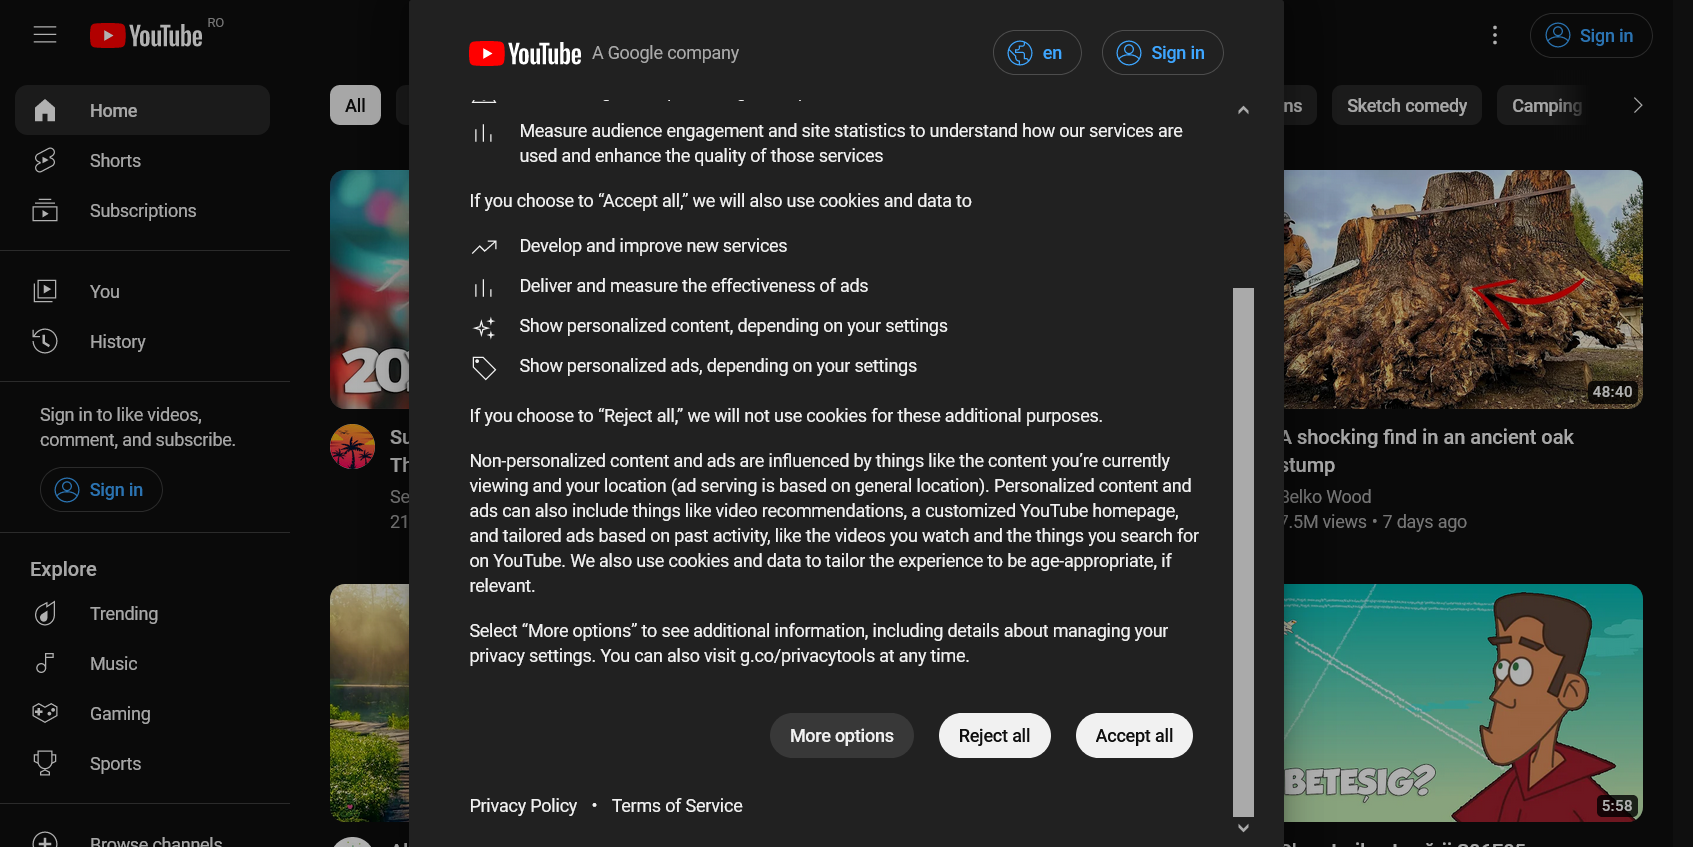 YouTube RO
Sign in
Home
Shorts
Subscriptions
You
History
Sign in to like videos,
comment, and subscribe.
Sign in
Explore
Trending
Music
Gaming
Sports
Browse channels
All
Sketch comedy
Camping
YouTube A Google company
en
Sign in
Measure audience engagement and site statistics to understand how our services are
used and enhance the quality of those services
If you choose to “Accept all,” we will also use cookies and data to
Develop and improve new services
Deliver and measure the effectiveness of ads
Show personalized content, depending on your settings
Show personalized ads, depending on your settings
If you choose to “Reject all,” we will not use cookies for these additional purposes.
Non-personalized content and ads are influenced by things like the content you’re currently
viewing and your location (ad serving is based on general location). Personalized content and
ads can also include things like video recommendations, a customized YouTube homepage,
and tailored ads based on past activity, like the videos you watch and the things you search for
on YouTube. We also use cookies and data to tailor the experience to be age-appropriate, if
relevant.
Select “More options” to see additional information, including details about managing your
privacy settings. You can also visit g.co/privacytools at any time.
More options
Reject all
Accept all
Privacy Policy • Terms of Service
48:40
A shocking find in an ancient oak
stump
Belko Wood
7.5M views • 7 days ago
BETEȘIG?
5:58